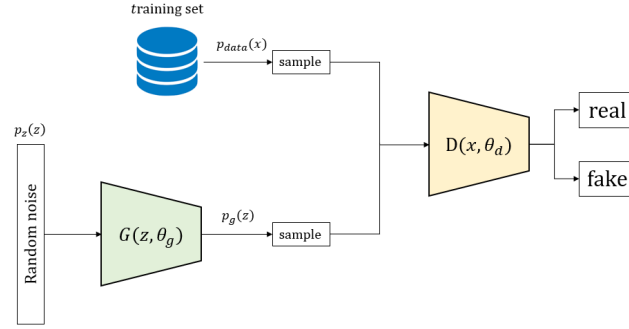 training set
p_data(x)
sample
real
p_z(z)
D(x, θ_d)
fake
Random noise
G(z, θ_g)
p_g(z)
sample